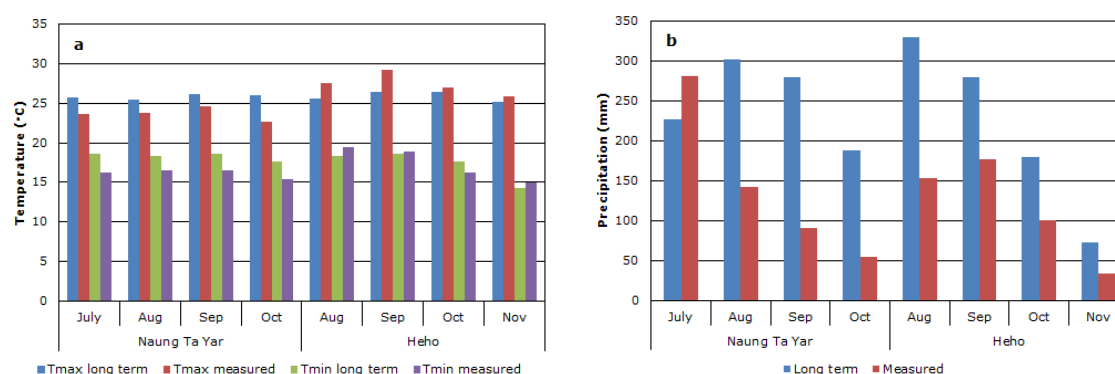 a
35
30
25
20
15
10
5
0
Temperature (°C)
July Aug Sep Oct Aug Sep Oct Nov
Naung Ta Yar Heho
Tmax long term Tmax measured Tmin long term Tmin measured
b
350
300
250
200
150
100
50
0
Precipitation (mm)
July Aug Sep Oct Aug Sep Oct Nov
Naung Ta Yar Heho
Long term Measured